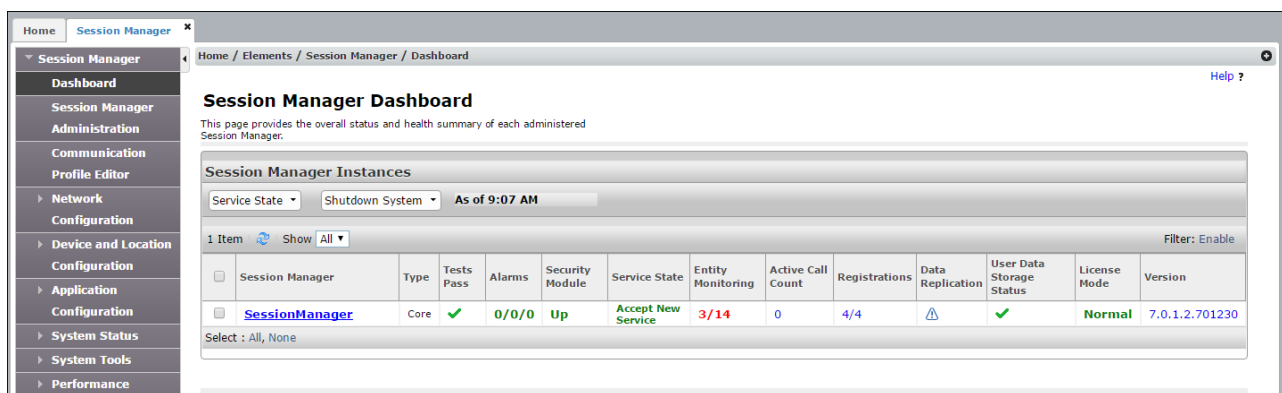 Home Session Manager ×
Session Manager
Dashboard
Session Manager
Administration
Communication
Profile Editor
Network
Configuration
Device and Location
Configuration
Application
Configuration
System Status
System Tools
Performance
Home / Elements / Session Manager / Dashboard
Help ?
Session Manager Dashboard
This page provides the overall status and health summary of each administered
Session Manager.
Session Manager Instances
Service State Shutdown System As of 9:07 AM
1 Item Show All Filter: Enable
Session Manager Type Tests Pass Alarms Security Module Service State Entity Monitoring Active Call Count Registrations Data Replication User Data Storage Status License Mode Version
SessionManager Core 0/0/0 Up Accept New Service 3/14 0 4/4 Normal 7.0.1.2.701230
Select : All, None